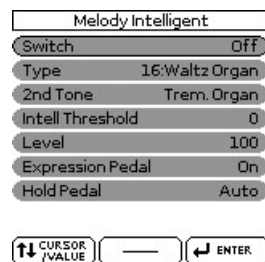 Melody Intelligent
Switch Off
Type 16:Waltz Organ
2nd Tone Trem. Organ
Intell Threshold 0
Level 100
Expression Pedal On
Hold Pedal Auto
CURSOR
/VALUE
ENTER